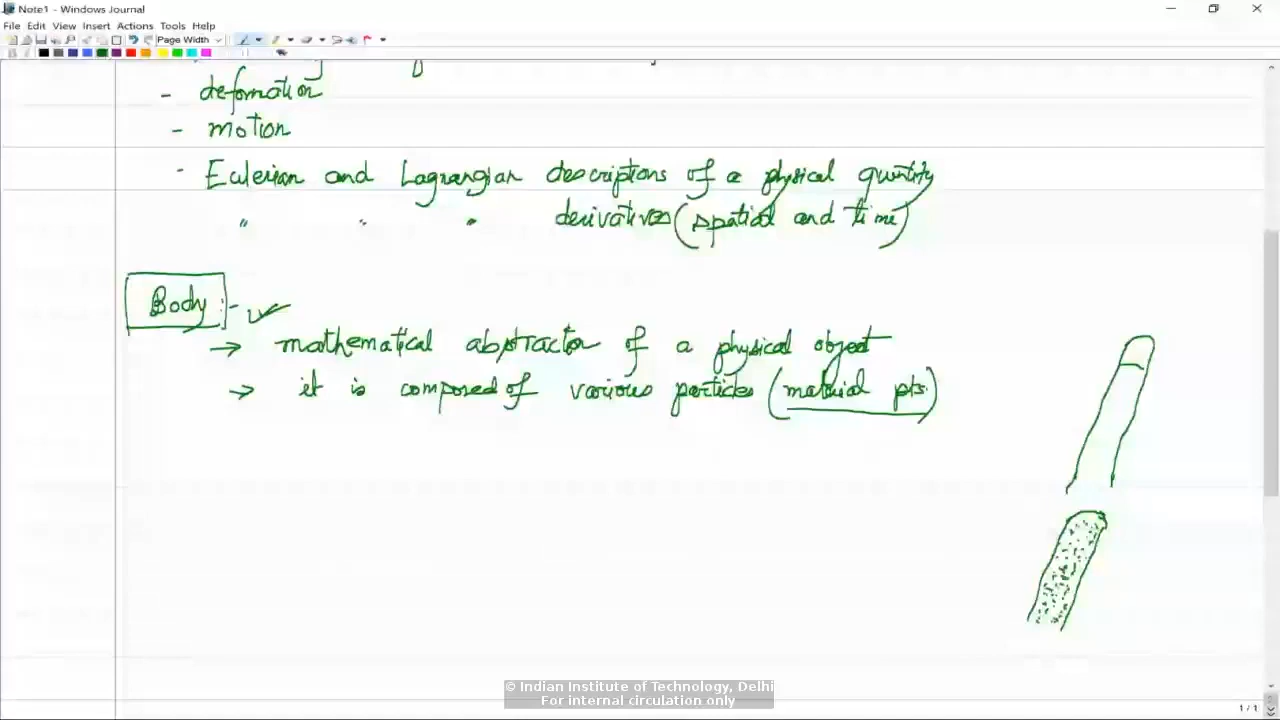 Note1 - Windows Journal
File Edit View Insert Actions Tools Help
Page Width
- deformation
- motion
- Eulerian and Lagrangian descriptions of a physical quantity
" " " derivatives (spatial and time)
Body :-
→ mathematical abstraction of a physical object
→ it is composed of various particles (material pts.)
© Indian Institute of Technology, Delhi
For internal circulation only
1 / 1